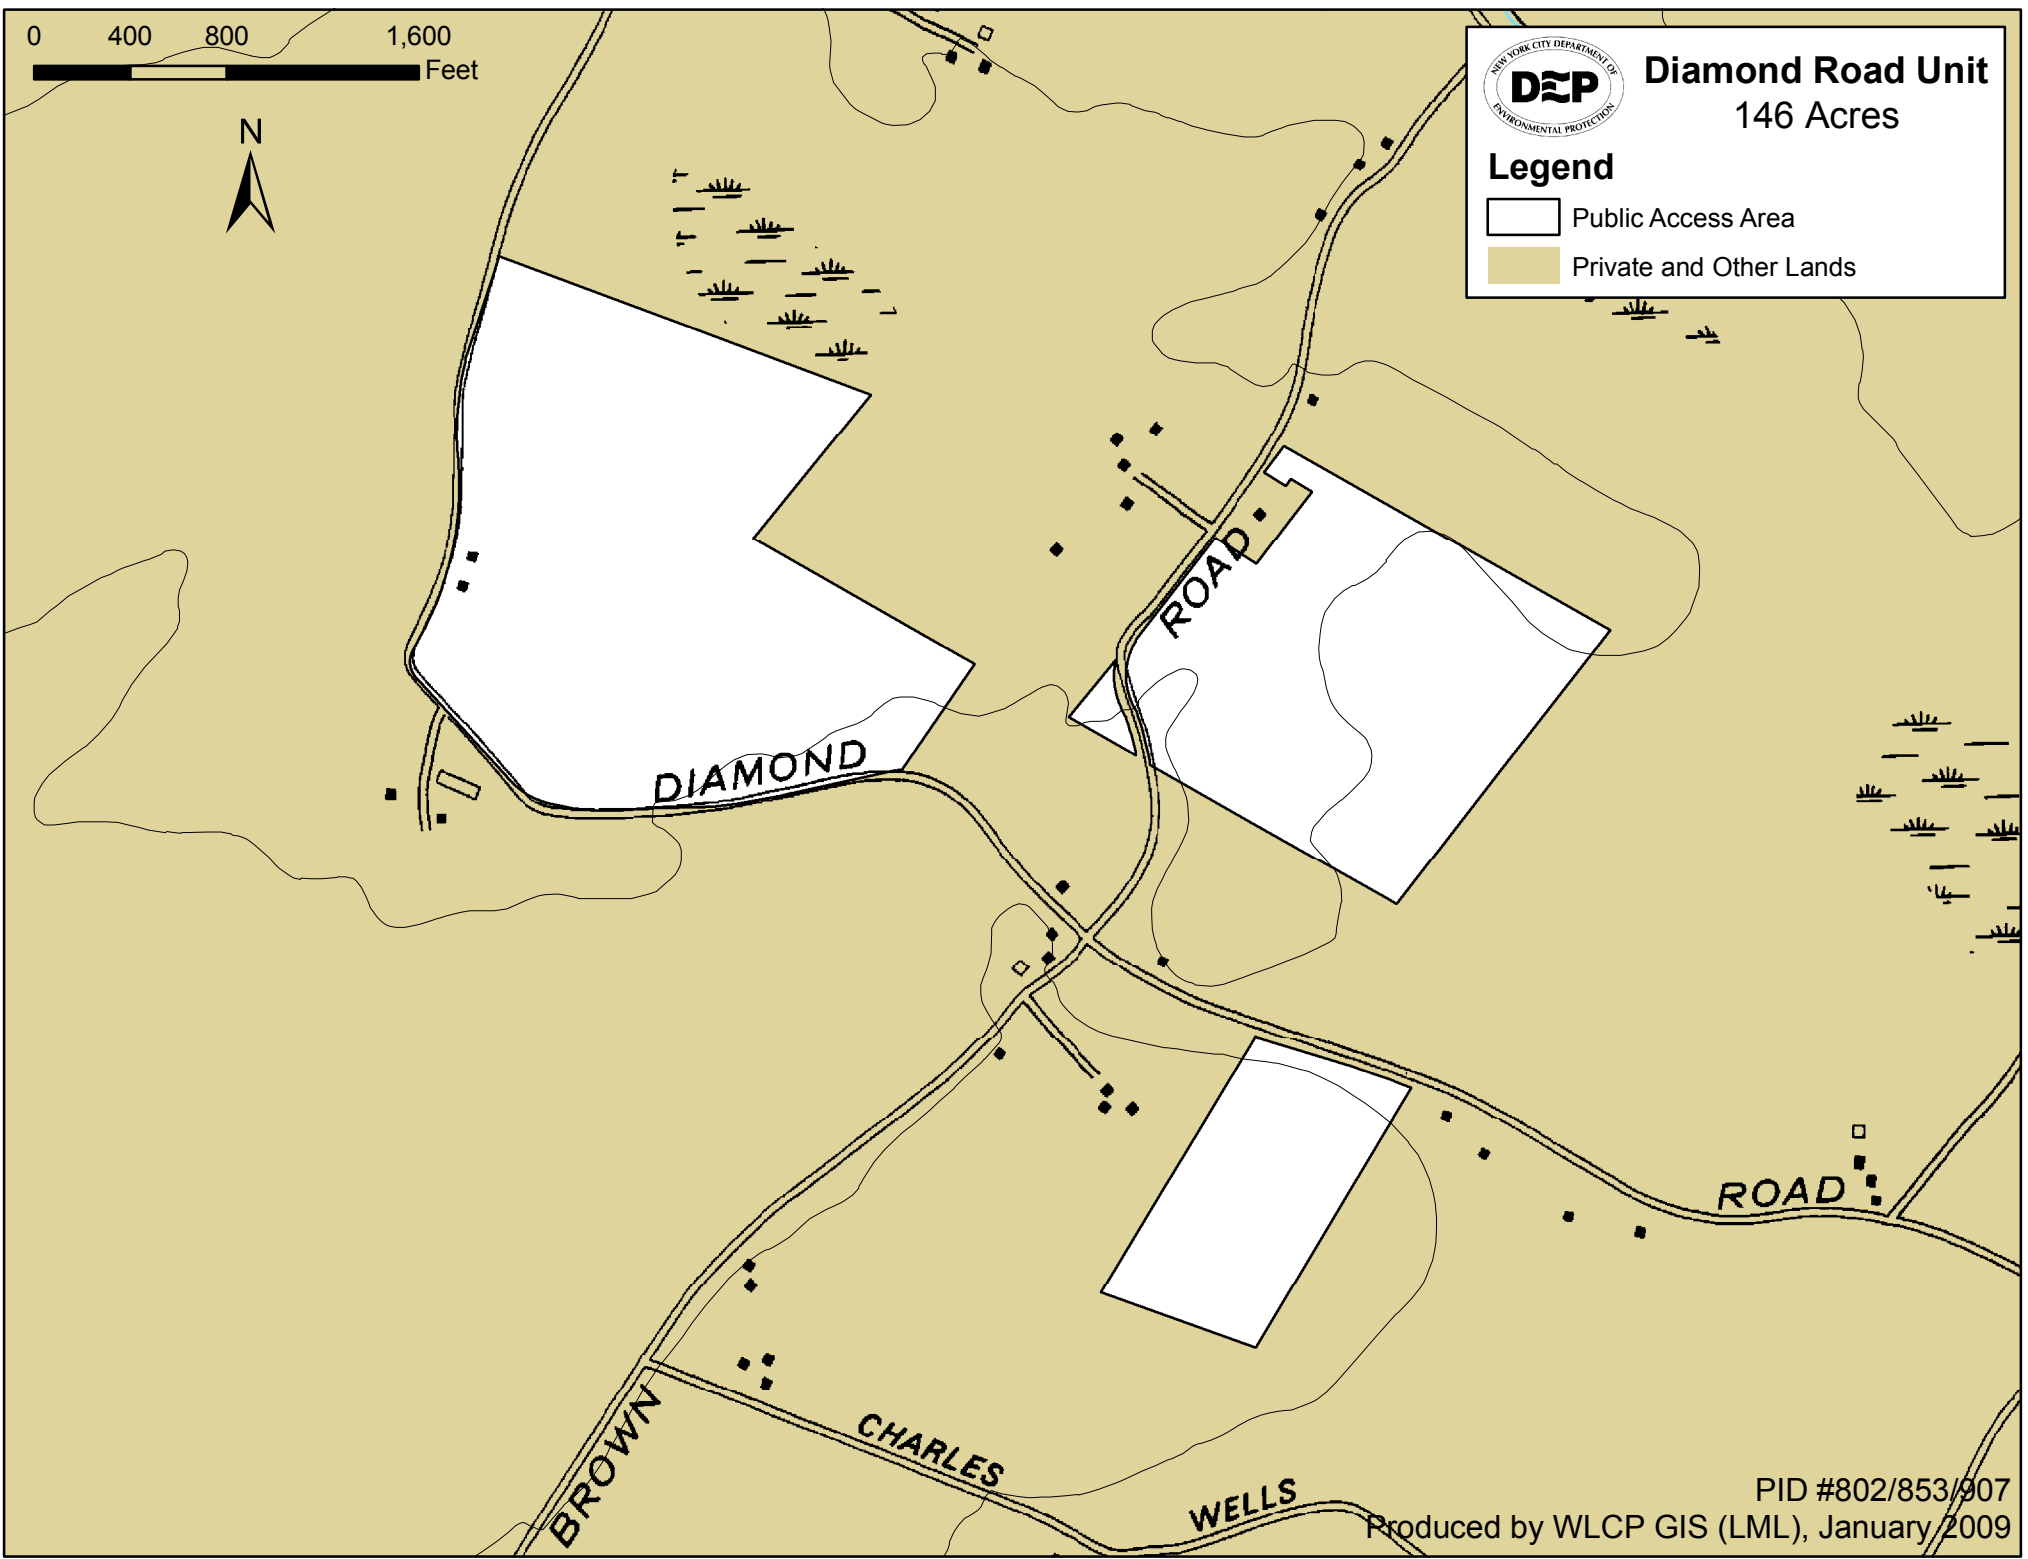 0 400 800 1,600
Feet
N
NEW YORK CITY DEPARTMENT OF
DEP
ENVIRONMENTAL PROTECTION
Diamond Road Unit
146 Acres
Legend
Public Access Area
Private and Other Lands
ROAD
DIAMOND
ROAD
BROWN
CHARLES
WELLS
PID #802/853/907
Produced by WLCP GIS (LML), January 2009